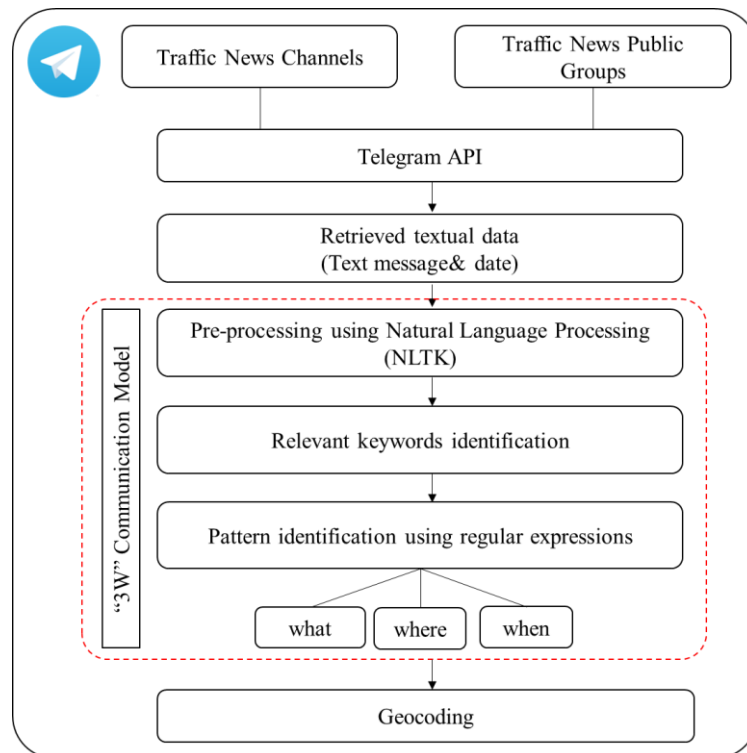 Traffic News Channels
Traffic News Public
Groups
Telegram API
Retrieved textual data
(Text message& date)
“3W” Communication Model
Pre-processing using Natural Language Processing
(NLTK)
Relevant keywords identification
Pattern identification using regular expressions
what
where
when
Geocoding